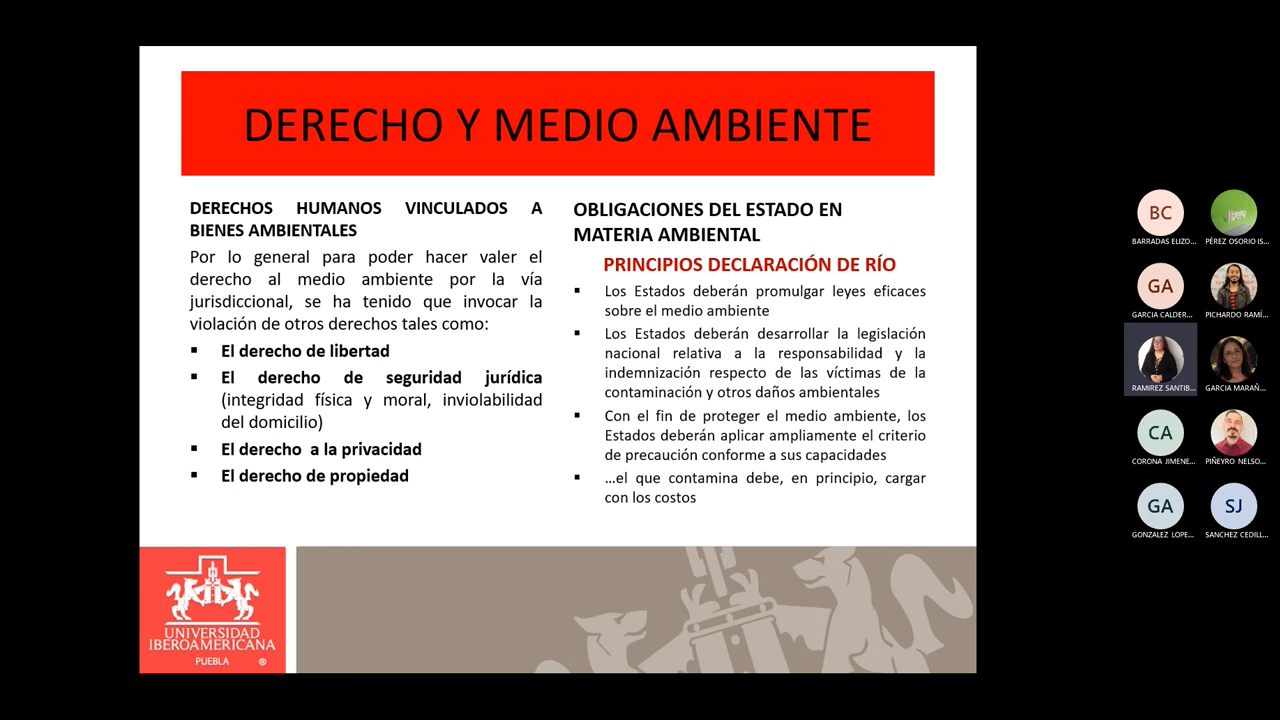 DERECHO Y MEDIO AMBIENTE
DERECHOS HUMANOS VINCULADOS A
BIENES AMBIENTALES
Por lo general para poder hacer valer el
derecho al medio ambiente por la vía
jurisdiccional, se ha tenido que invocar la
violación de otros derechos tales como:
▪ El derecho de libertad
▪ El derecho de seguridad jurídica
(integridad física y moral, inviolabilidad
del domicilio)
▪ El derecho a la privacidad
▪ El derecho de propiedad
OBLIGACIONES DEL ESTADO EN
MATERIA AMBIENTAL
PRINCIPIOS DECLARACIÓN DE RÍO
▪ Los Estados deberán promulgar leyes eficaces
sobre el medio ambiente
▪ Los Estados deberán desarrollar la legislación
nacional relativa a la responsabilidad y la
indemnización respecto de las víctimas de la
contaminación y otros daños ambientales
▪ Con el fin de proteger el medio ambiente, los
Estados deberán aplicar ampliamente el criterio
de precaución conforme a sus capacidades
▪ …el que contamina debe, en principio, cargar
con los costos
UNIVERSIDAD
IBEROAMERICANA
PUEBLA ®
BC
BARRADAS ELIZO...
PÉREZ OSORIO IS...
GA
GARCIA CALDER...
PICHARDO RAMÍ...
RAMIREZ SANTIB...
GARCIA MARAÑ...
CA
CORONA JIMENE...
PIÑEYRO NELSO...
GA
GONZALEZ LOPE...
SJ
SANCHEZ CEDILL...